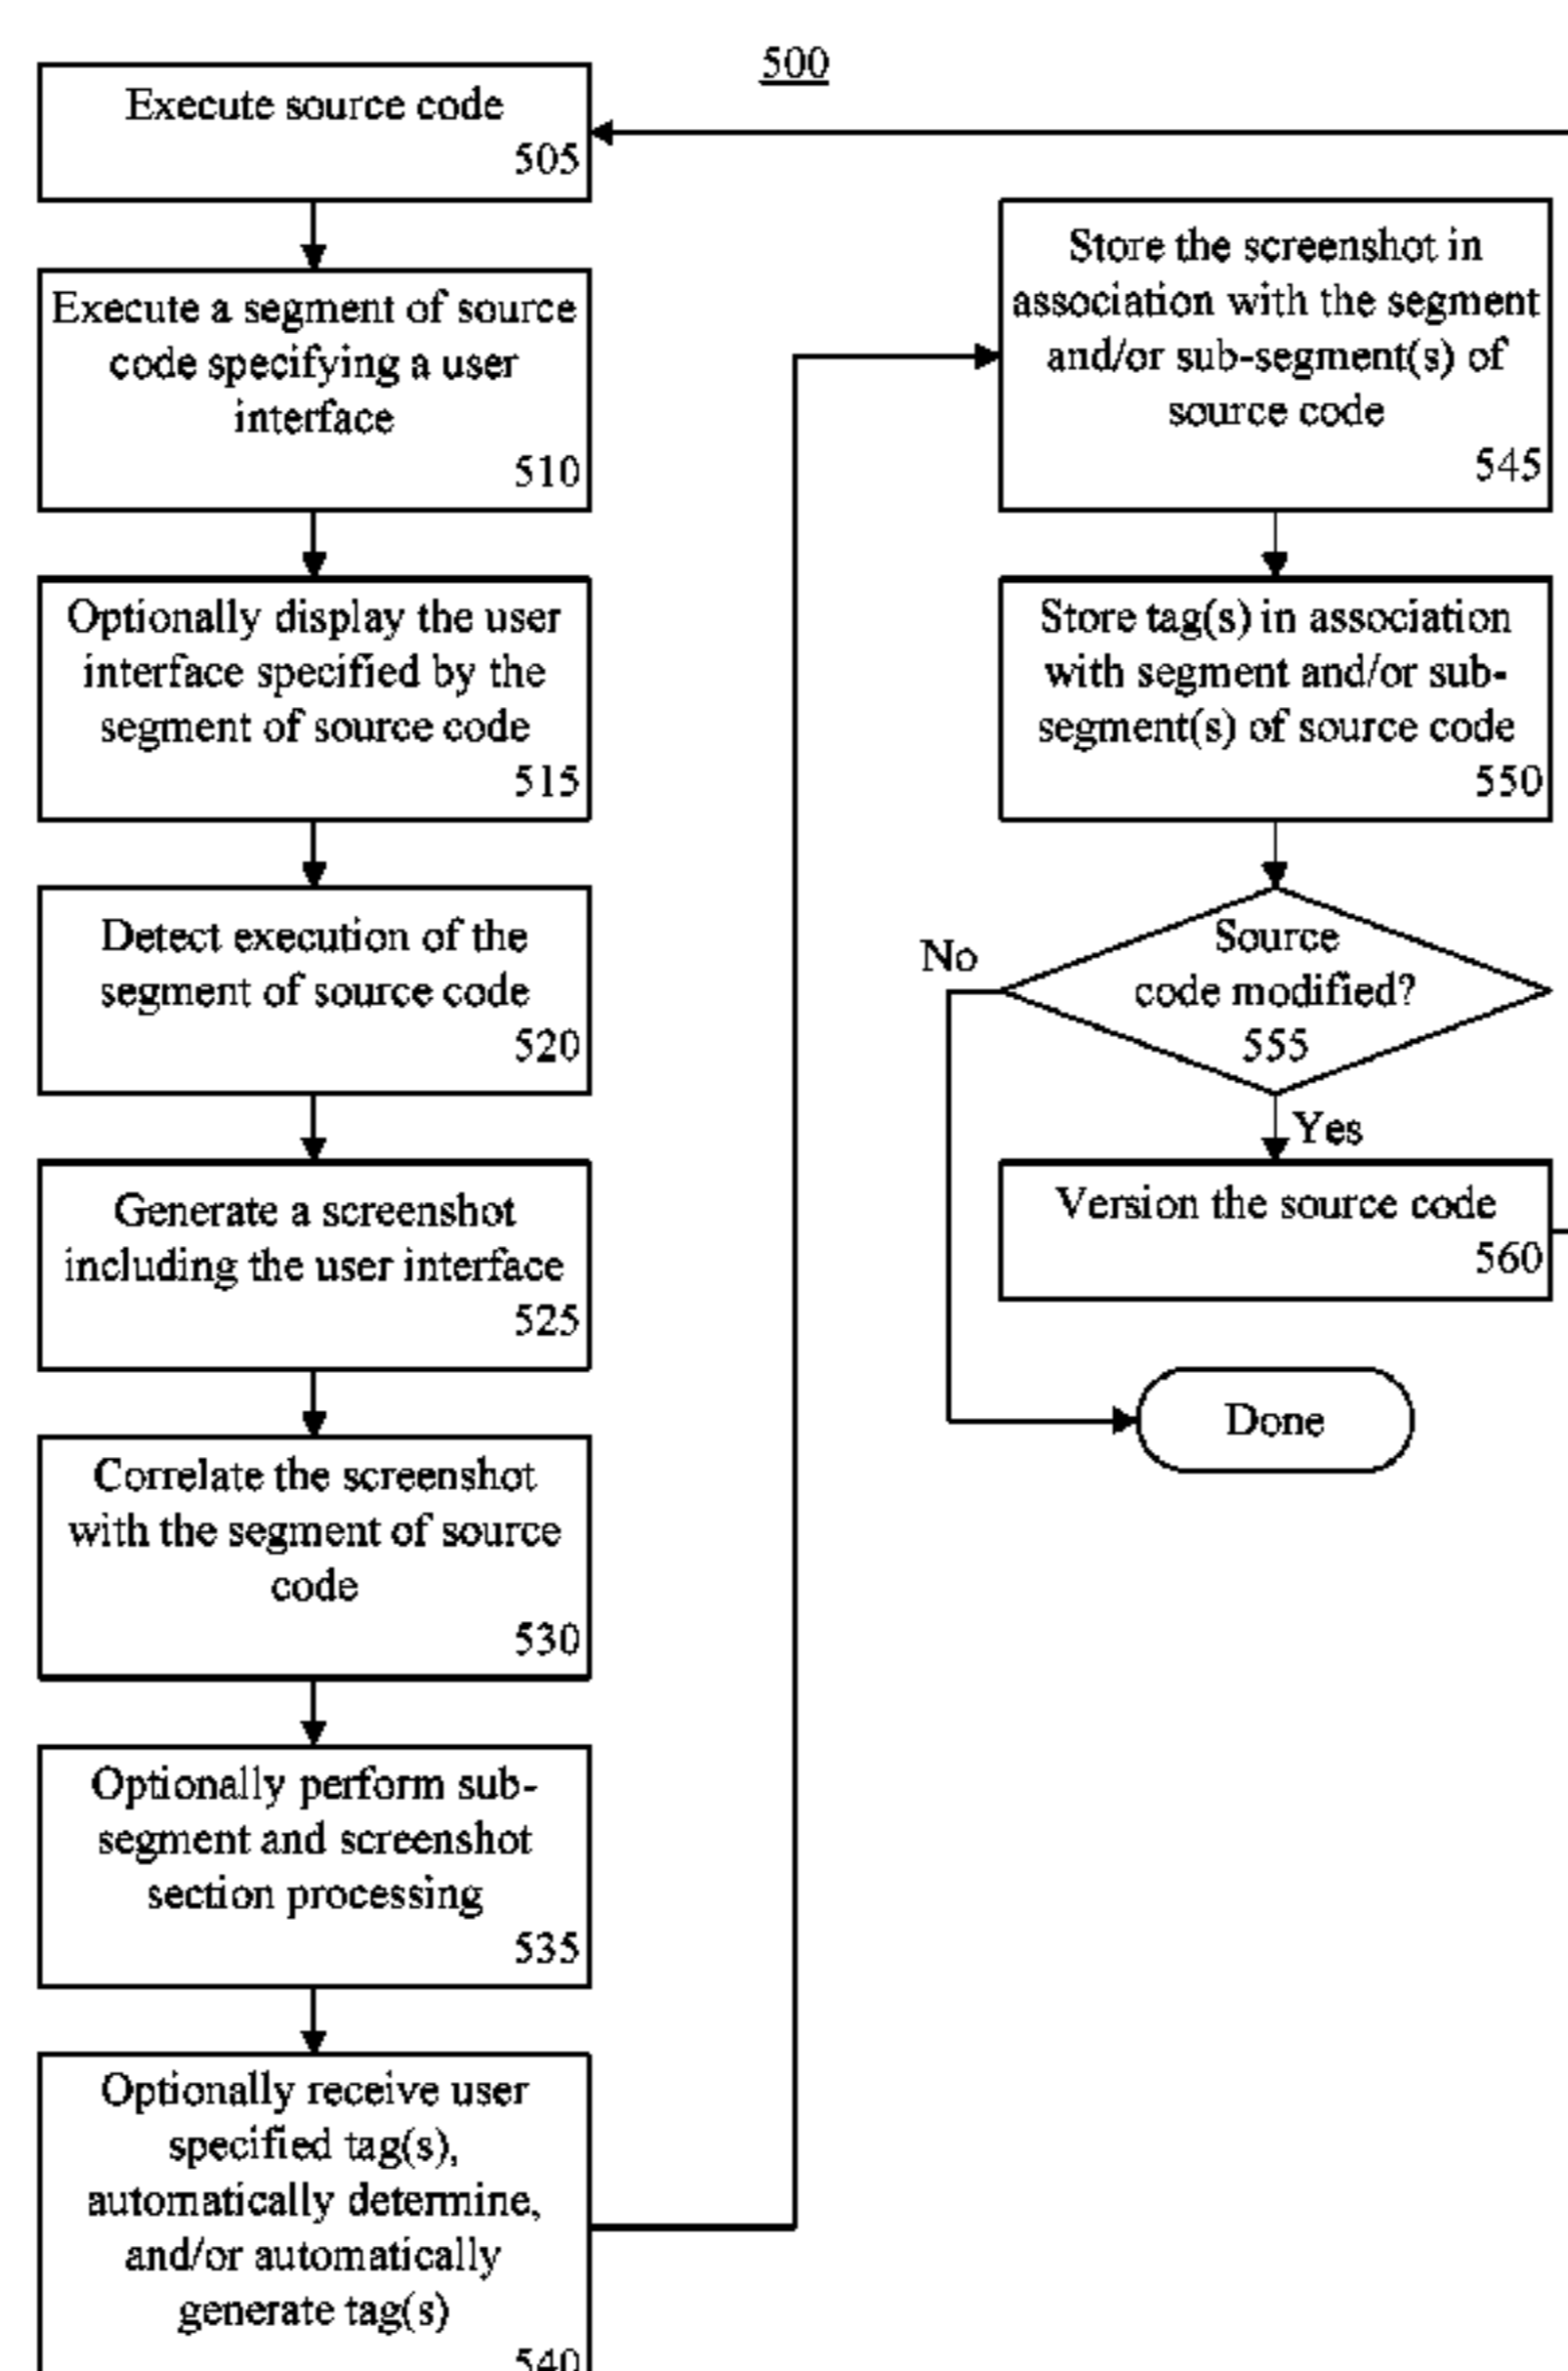 500
Execute source code
505
Execute a segment of source
code specifying a user
interface
510
Optionally display the user
interface specified by the
segment of source code
515
Detect execution of the
segment of source code
520
Generate a screenshot
including the user interface
525
Correlate the screenshot
with the segment of source
code
530
Optionally perform sub-
segment and screenshot
section processing
535
Optionally receive user
specified tag(s),
automatically determine,
and/or automatically
generate tag(s)
540
Store the screenshot in
association with the segment
and/or sub-segment(s) of
source code
545
Store tag(s) in association
with segment and/or sub-
segment(s) of source code
550
Source
code modified?
555
No
Yes
Version the source code
560
Done